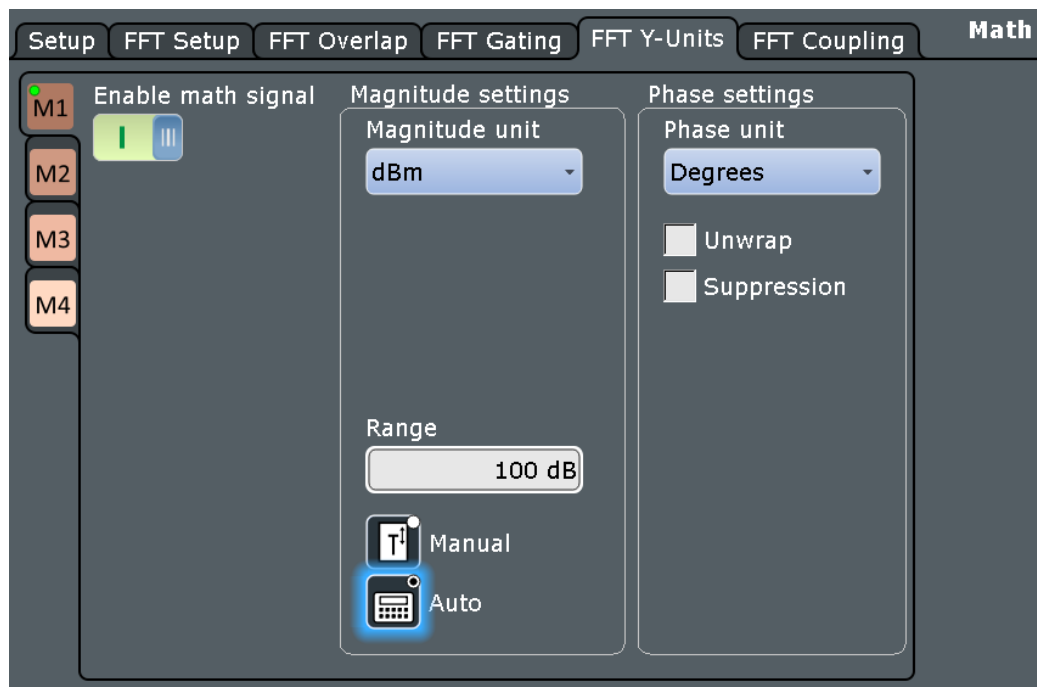 Setup FFT Setup FFT Overlap FFT Gating FFT Y-Units FFT Coupling Math
M1
M2
M3
M4
Enable math signal
Magnitude settings
Magnitude unit
dBm
Range
100 dB
Manual
Auto
Phase settings
Phase unit
Degrees
Unwrap
Suppression